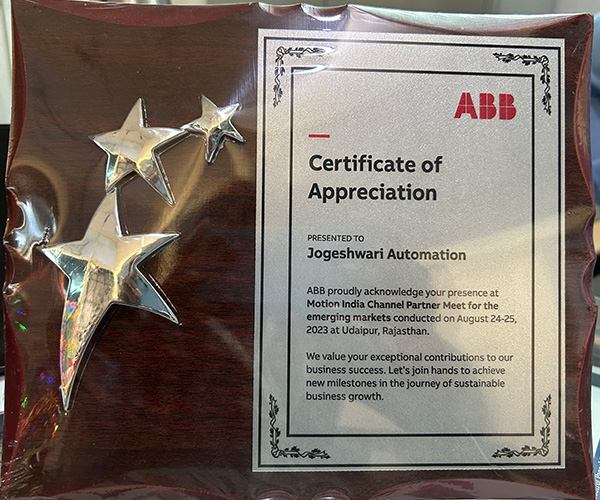 ABB
Certificate of
Appreciation
PRESENTED TO
Jogeshwari Automation
ABB proudly acknowledge your presence at
Motion India Channel Partner Meet for the
emerging markets conducted on August 24-25,
2023 at Udaipur, Rajasthan.
We value your exceptional contributions to our
business success. Let's join hands to achieve
new milestones in the journey of sustainable
business growth.